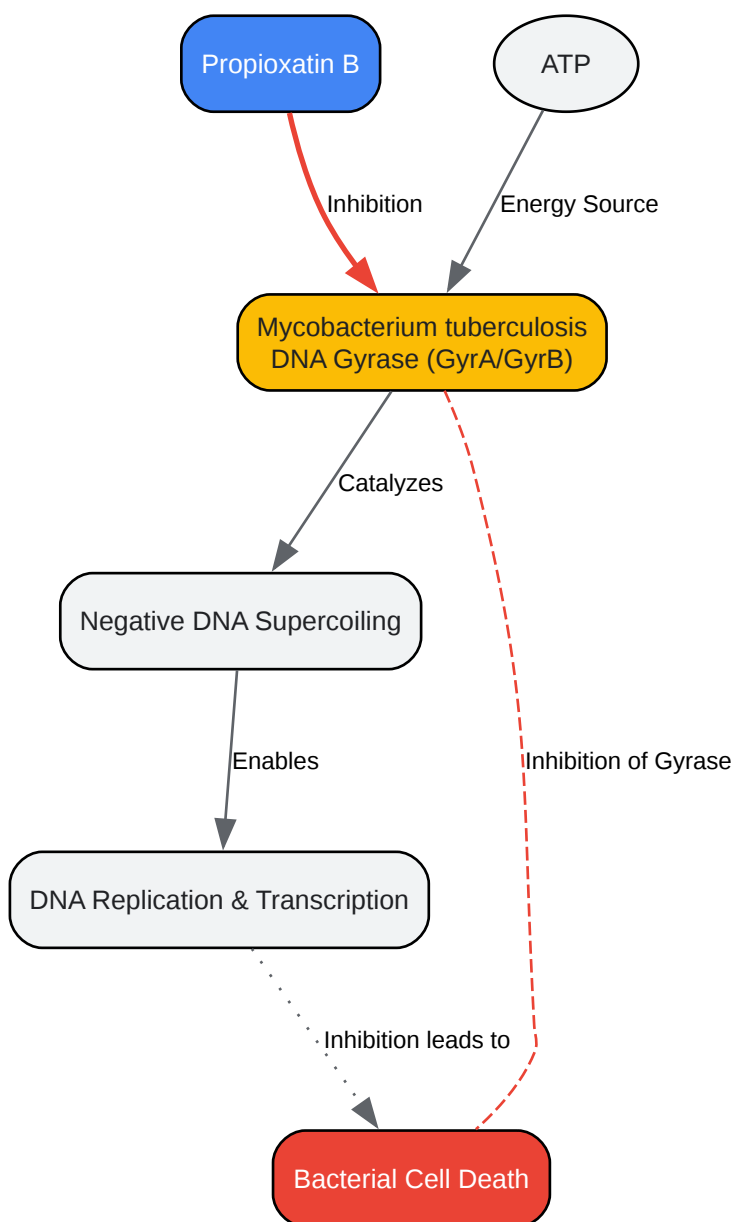 Propioxatin B
ATP
Inhibition
Energy Source
Mycobacterium tuberculosis
DNA Gyrase (GyrA/GyrB)
Catalyzes
Negative DNA Supercoiling
Enables
Inhibition of Gyrase
DNA Replication & Transcription
Inhibition leads to
Bacterial Cell Death